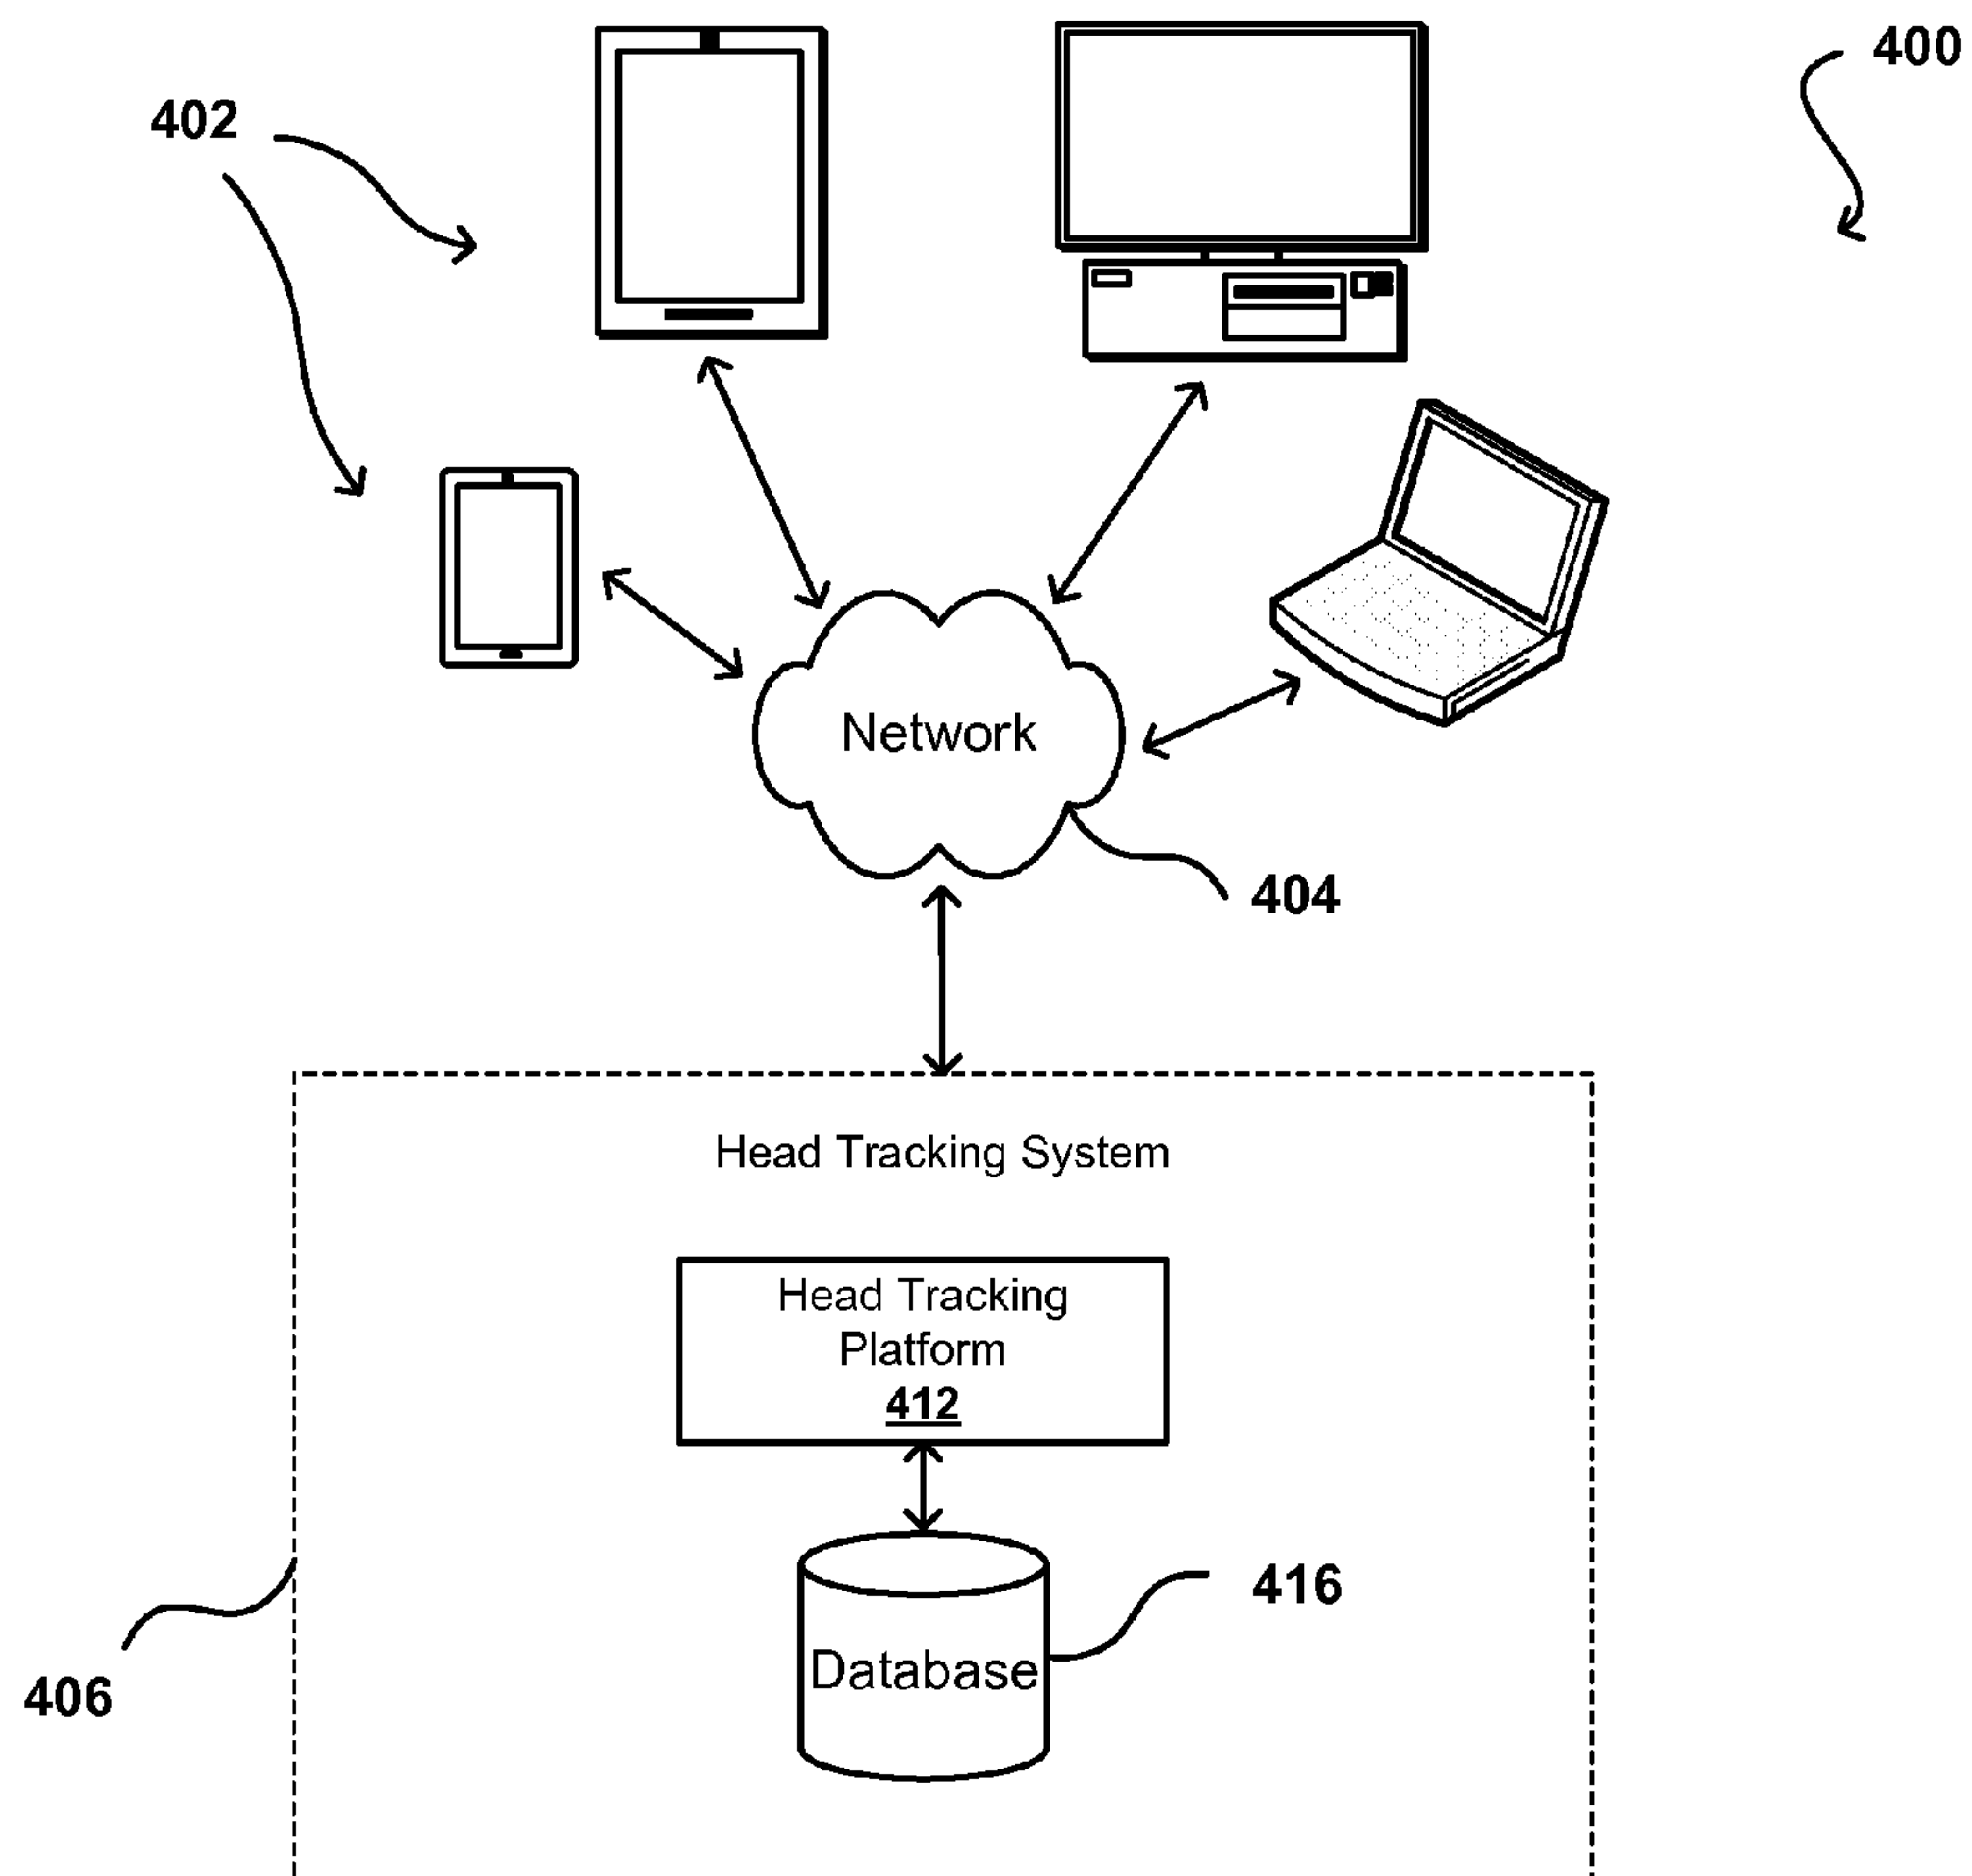 400
402
Network
404
Head Tracking System
Head Tracking
Platform
412
416
Database
406